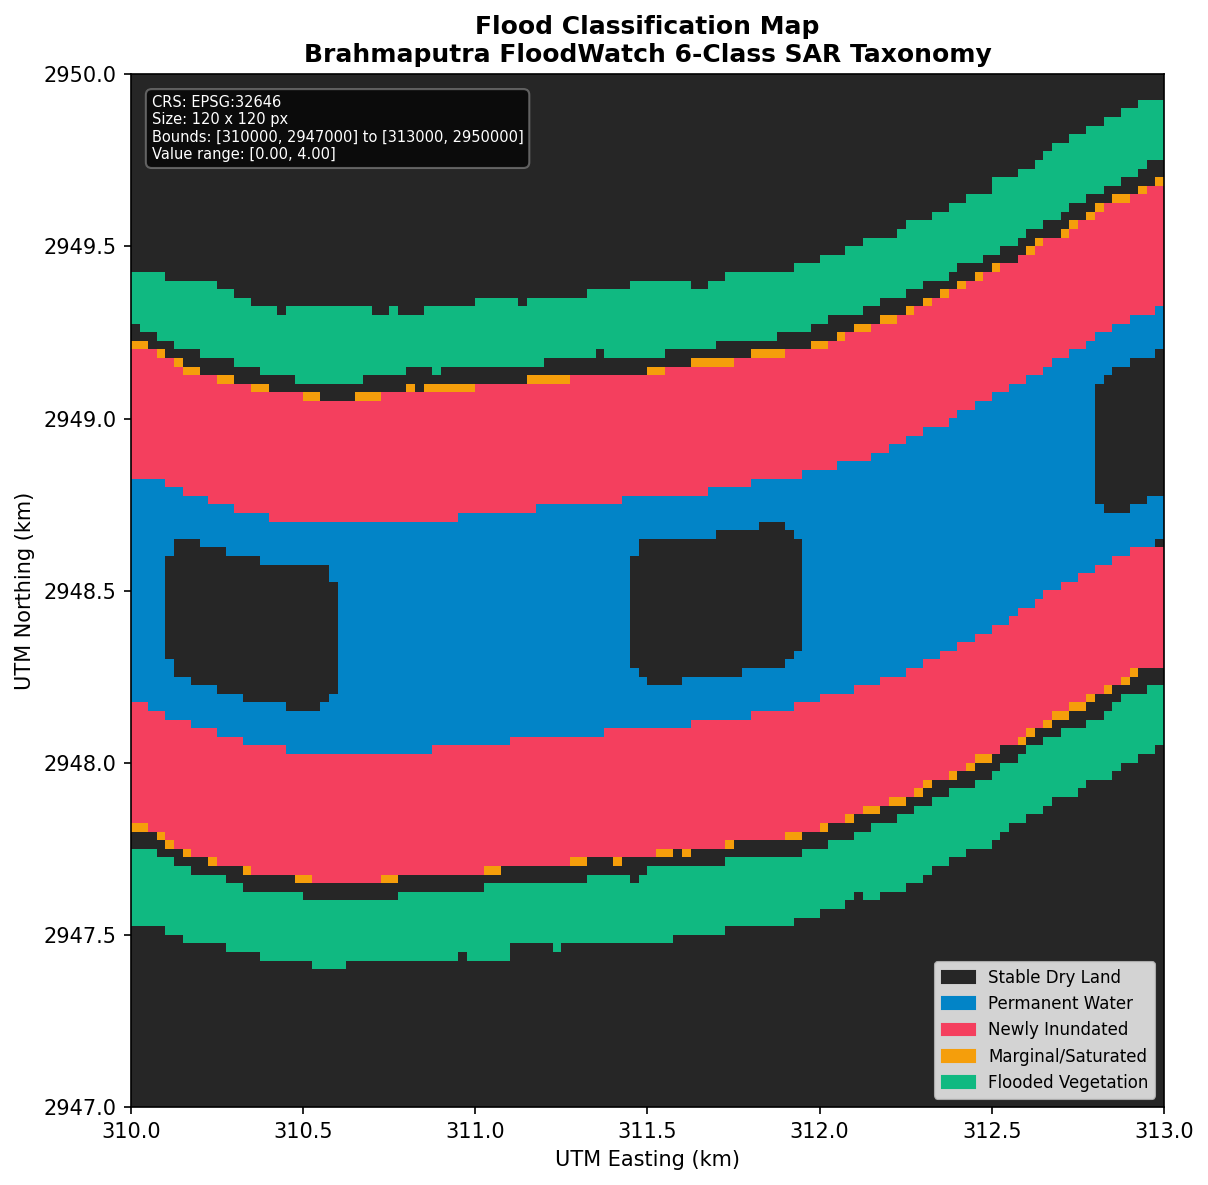 Flood Classification Map
Brahmaputra FloodWatch 6-Class SAR Taxonomy
CRS: EPSG:32646
Size: 120 x 120 px
Bounds: [310000, 2947000] to [313000, 2950000]
Value range: [0.00, 4.00]
2950.0
2949.5
2949.0
2948.5
2948.0
2947.5
2947.0
UTM Northing (km)
Stable Dry Land
Permanent Water
Newly Inundated
Marginal/Saturated
Flooded Vegetation
310.0 310.5 311.0 311.5 312.0 312.5 313.0
UTM Easting (km)